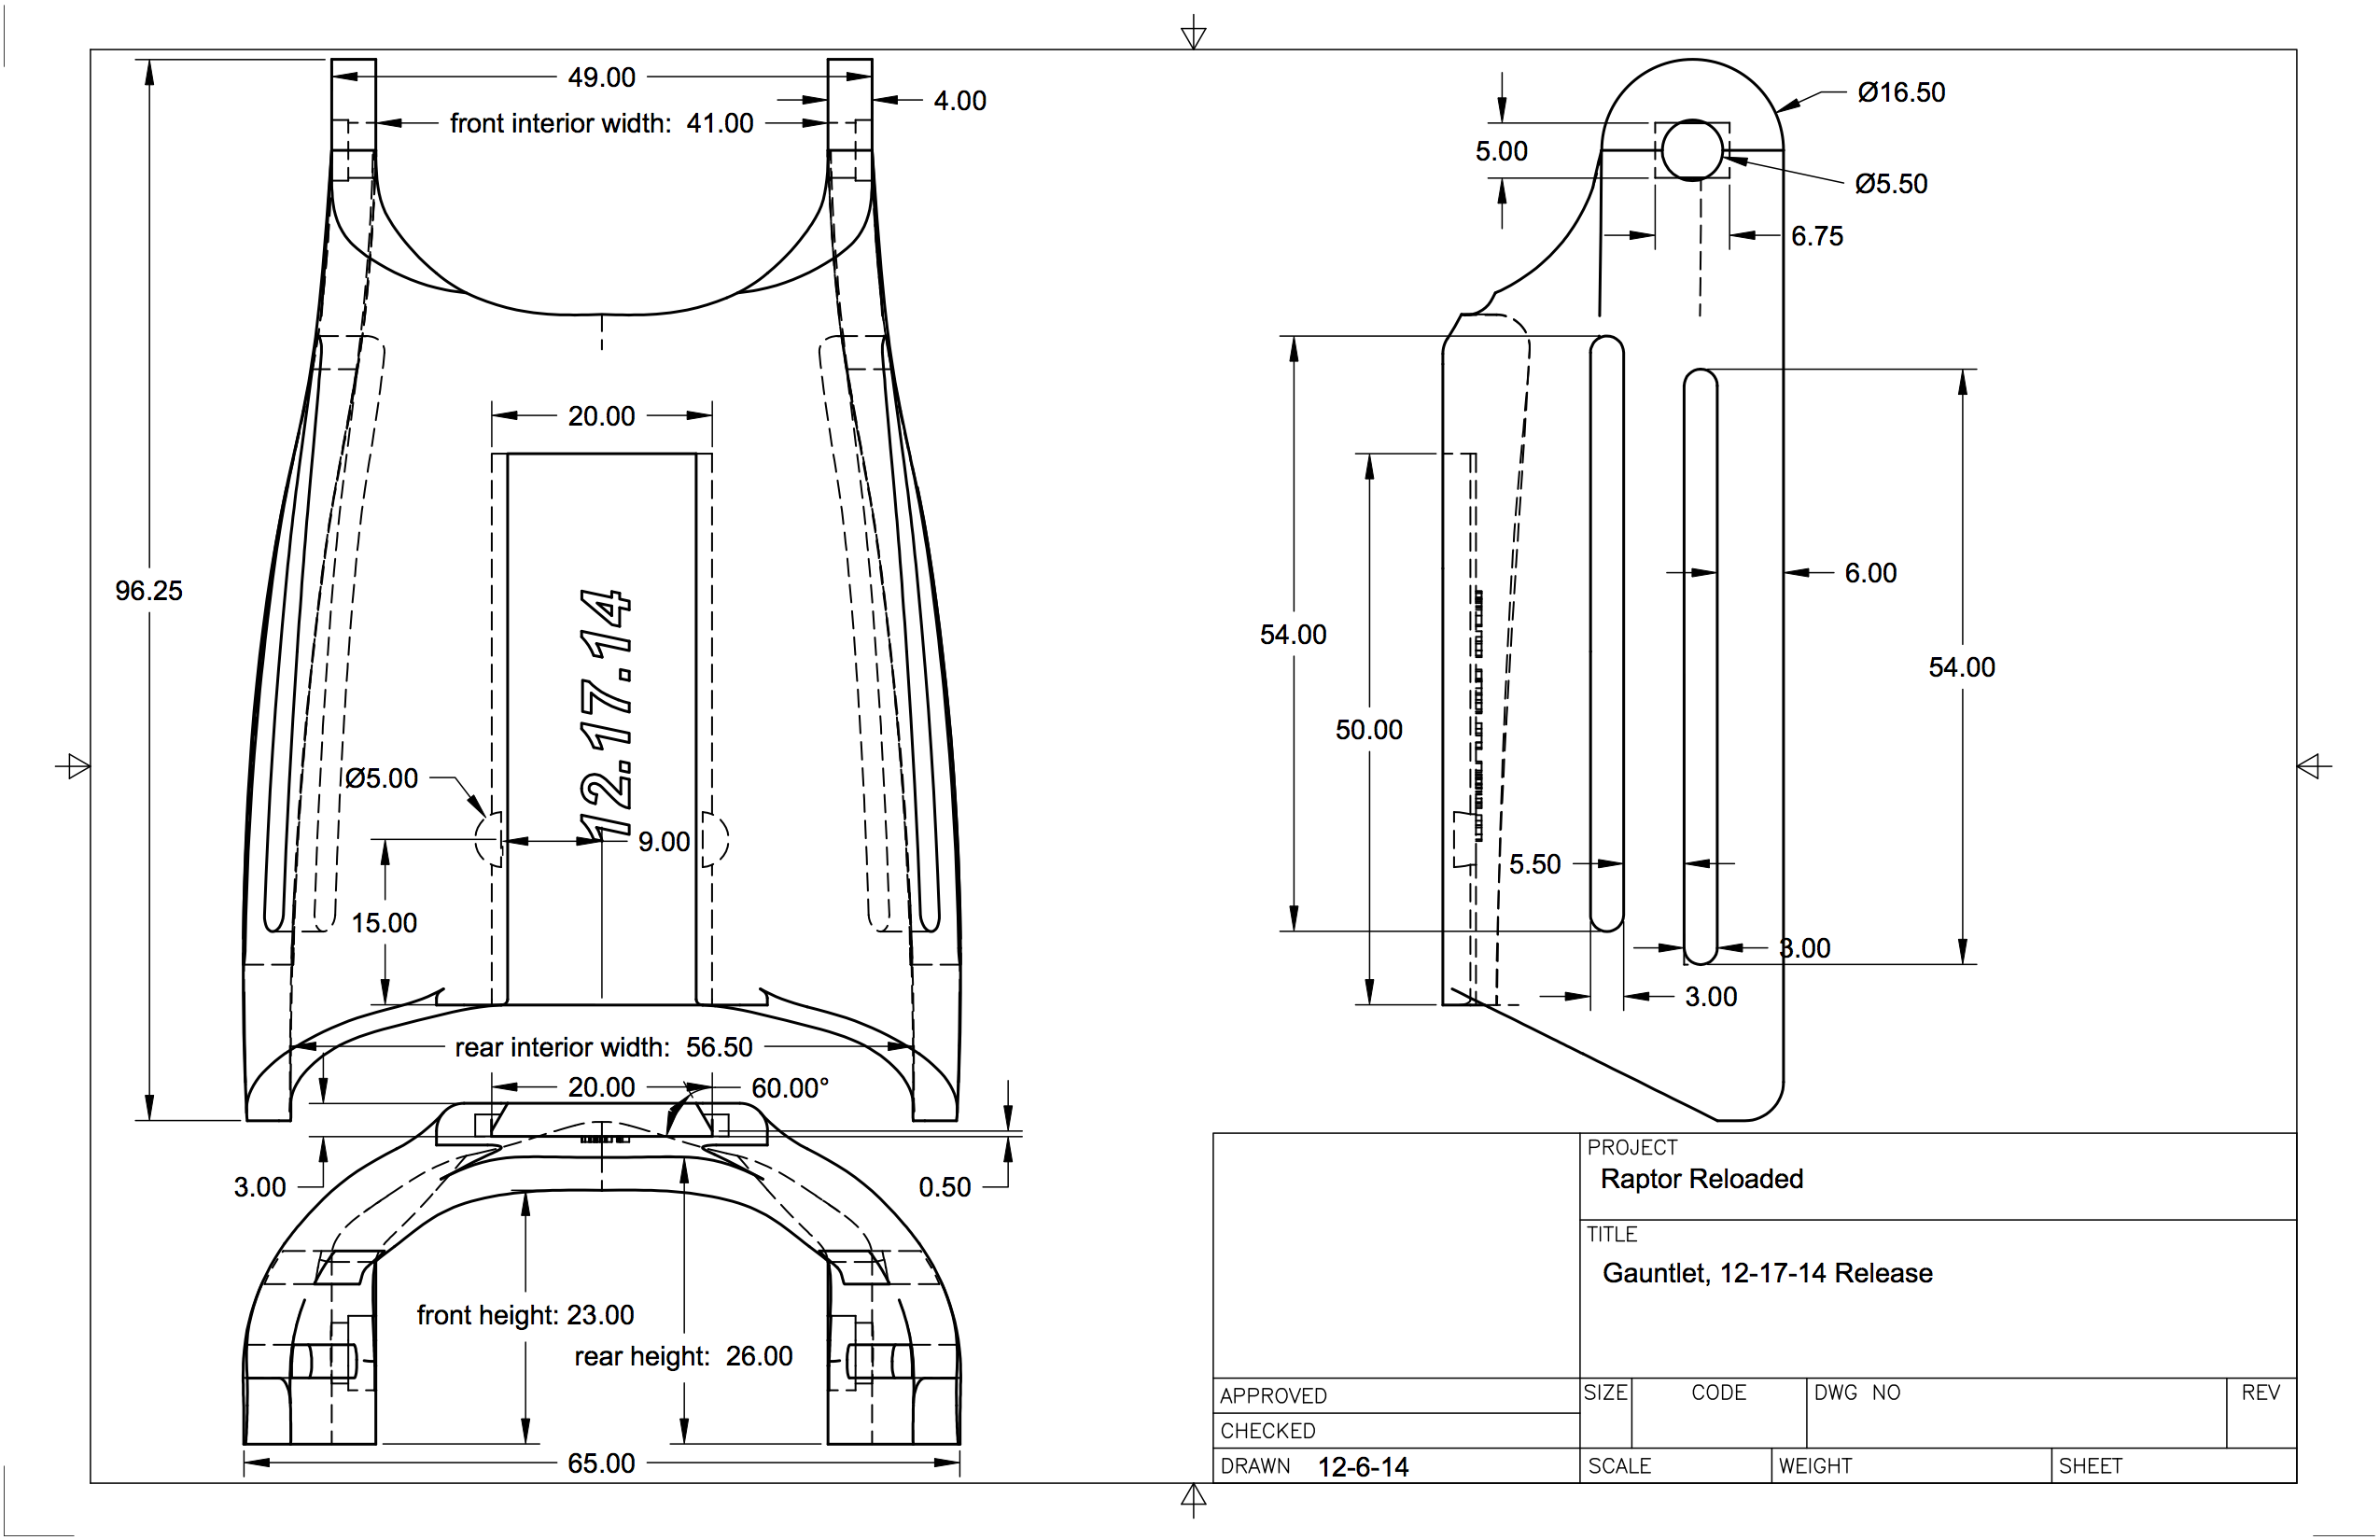 49.00
4.00
front interior width: 41.00
96.25
20.00
12.17.14
Ø5.00
9.00
15.00
rear interior width: 56.50
20.00
60.00°
3.00
0.50
front height: 23.00
rear height: 26.00
65.00
Ø16.50
5.00
Ø5.50
6.75
6.00
54.00
54.00
50.00
5.50
3.00
3.00
PROJECT
Raptor Reloaded
TITLE
Gauntlet, 12-17-14 Release
APPROVED
SIZE CODE DWG NO REV
CHECKED
DRAWN 12-6-14 SCALE WEIGHT SHEET